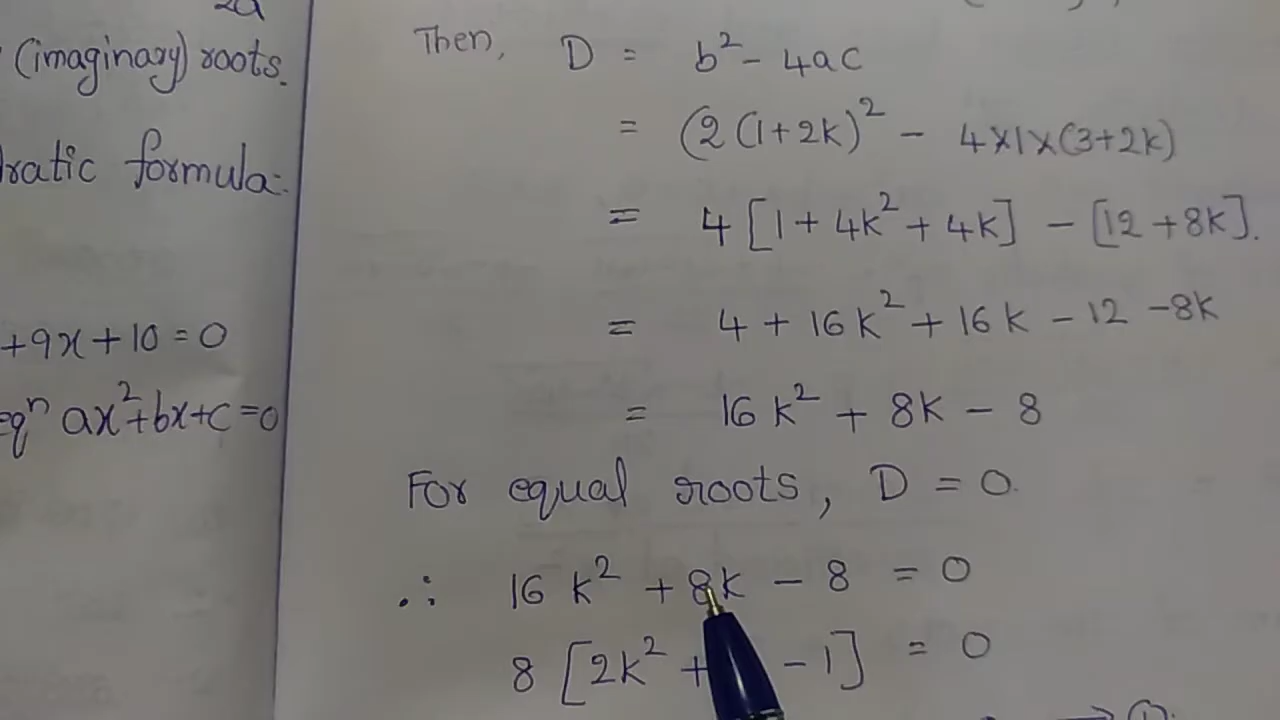 2a
(imaginary) roots.
ratic formula:-
+9x+10=0
eqⁿ ax²+bx+c=0
Then, D = b² - 4ac
= (2(1+2k)² - 4×1×(3+2k)
= 4[1+4k²+4k] - [12+8k].
= 4+16k²+16k-12-8k
= 16k²+8k-8
For equal roots, D = 0.
∴ 16k²+8k-8 = 0
8[2k²+ -1] = 0
→ ①